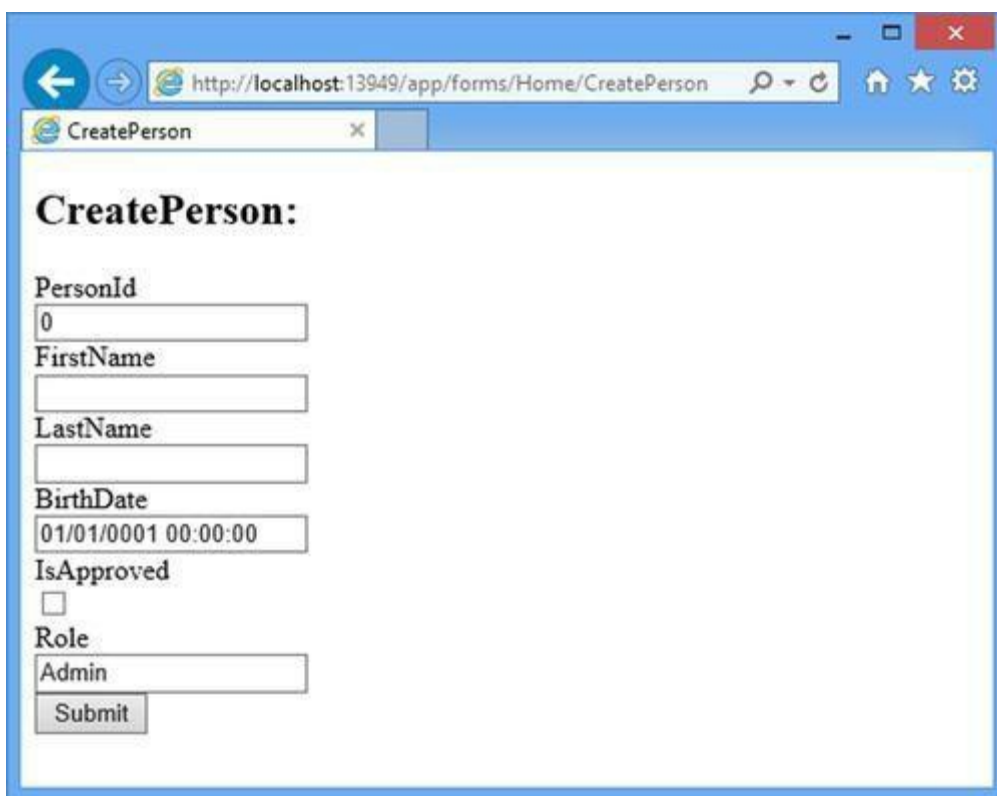 http://localhost:13949/app/forms/Home/CreatePerson
CreatePerson
CreatePerson:
PersonId
0
FirstName
LastName
BirthDate
01/01/0001 00:00:00
IsApproved
Role
Admin
Submit